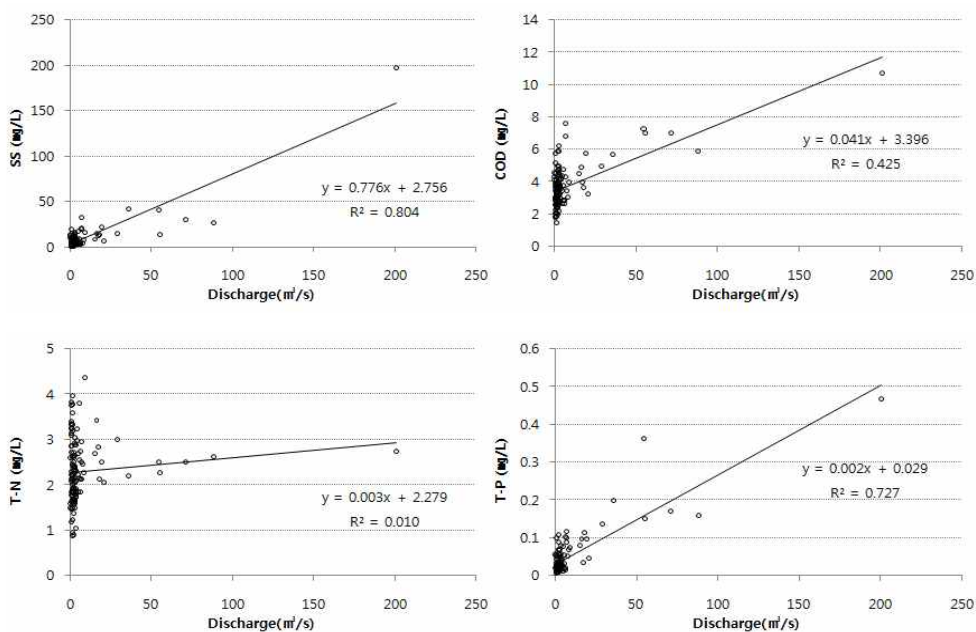 250
200
150
100
50
0
SS (㎎/L)
y = 0.776x + 2.756
R² = 0.804
0 50 100 150 200 250
Discharge(㎥/s)
14
12
10
8
6
4
2
0
COD (㎎/L)
y = 0.041x + 3.396
R² = 0.425
0 50 100 150 200 250
Discharge(㎥/s)
5
4
3
2
1
0
T-N (㎎/L)
y = 0.003x + 2.279
R² = 0.010
0 50 100 150 200 250
Discharge(㎥/s)
0.6
0.5
0.4
0.3
0.2
0.1
0
T-P (㎎/L)
y = 0.002x + 0.029
R² = 0.727
0 50 100 150 200 250
Discharge(㎥/s)